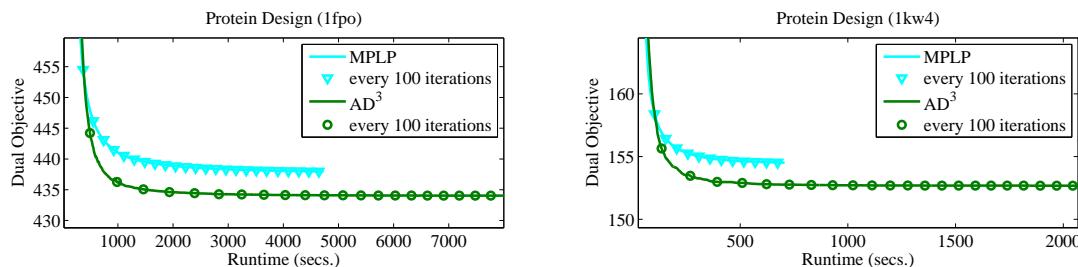 Protein Design (1fpo)
455
450
445
440
435
430
Dual Objective
MPLP
every 100 iterations
AD³
every 100 iterations
1000 2000 3000 4000 5000 6000 7000
Runtime (secs.)
Protein Design (1kw4)
160
155
150
Dual Objective
MPLP
every 100 iterations
AD³
every 100 iterations
500 1000 1500 2000
Runtime (secs.)